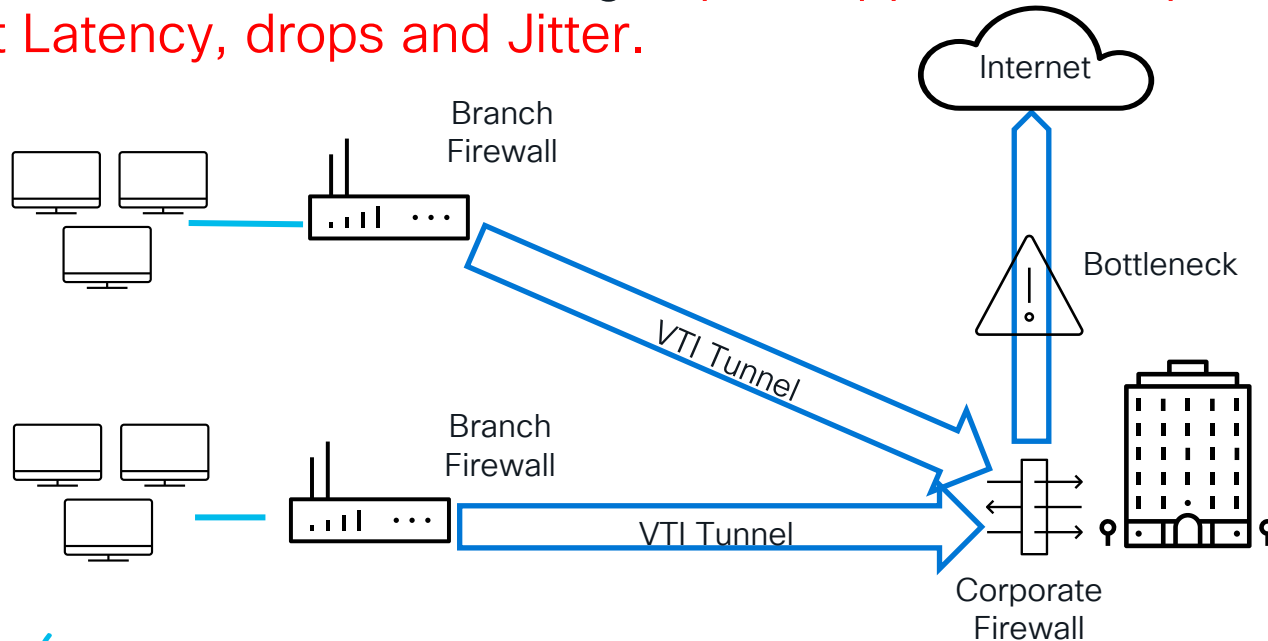 t Latency, drops and Jitter.
Internet
Branch
Firewall
Bottleneck
VTI Tunnel
Branch
Firewall
VTI Tunnel
Corporate
Firewall